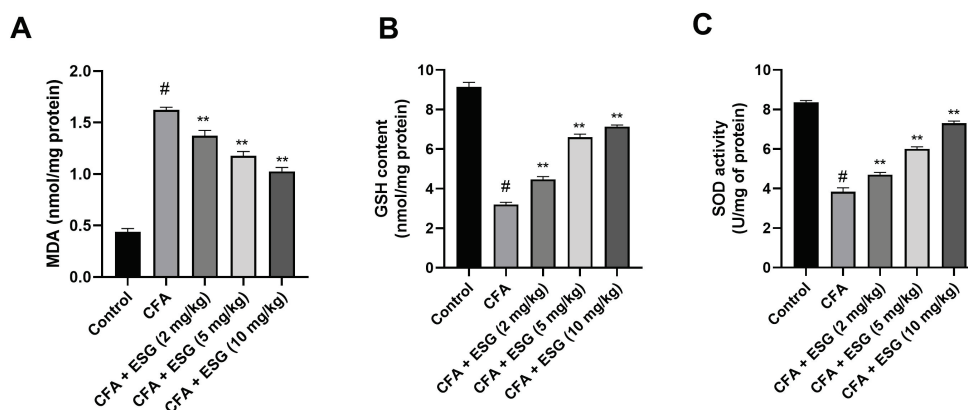 A
MDA (nmol/mg protein)
2.0
1.5
1.0
0.5
0.0
#
**
**
**
Control
CFA
CFA + ESG (2 mg/kg)
CFA + ESG (5 mg/kg)
CFA + ESG (10 mg/kg)
B
GSH content
(nmol/mg protein)
10
8
6
4
2
0
#
**
**
**
Control
CFA
CFA + ESG (2 mg/kg)
CFA + ESG (5 mg/kg)
CFA + ESG (10 mg/kg)
C
SOD activity
(U/mg of protein)
10
8
6
4
2
0
#
**
**
**
Control
CFA
CFA + ESG (2 mg/kg)
CFA + ESG (5 mg/kg)
CFA + ESG (10 mg/kg)